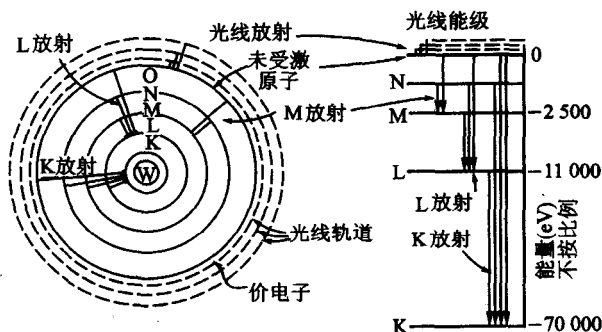 光线放射
光线能级
L放射
未受激
原子
M放射
O
N
M
L
K
W
K放射
光线轨道
价电子
0
N
M
-2 500
L
-11 000
L放射
K放射
能量(eV)
不按比例
K
-70 000